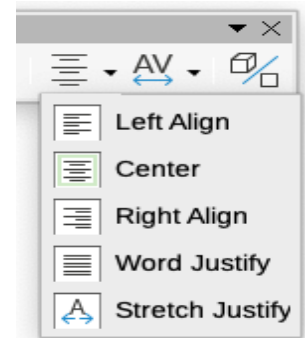 AV
Left Align
Center
Right Align
Word Justify
A
Stretch Justify